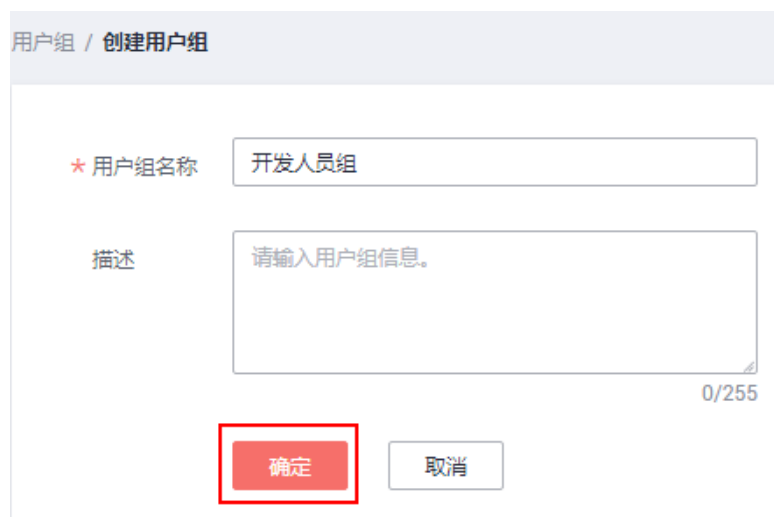 用户组 / 创建用户组
* 用户组名称 开发人员组
描述 请输入用户组信息。
0/255
确定 取消